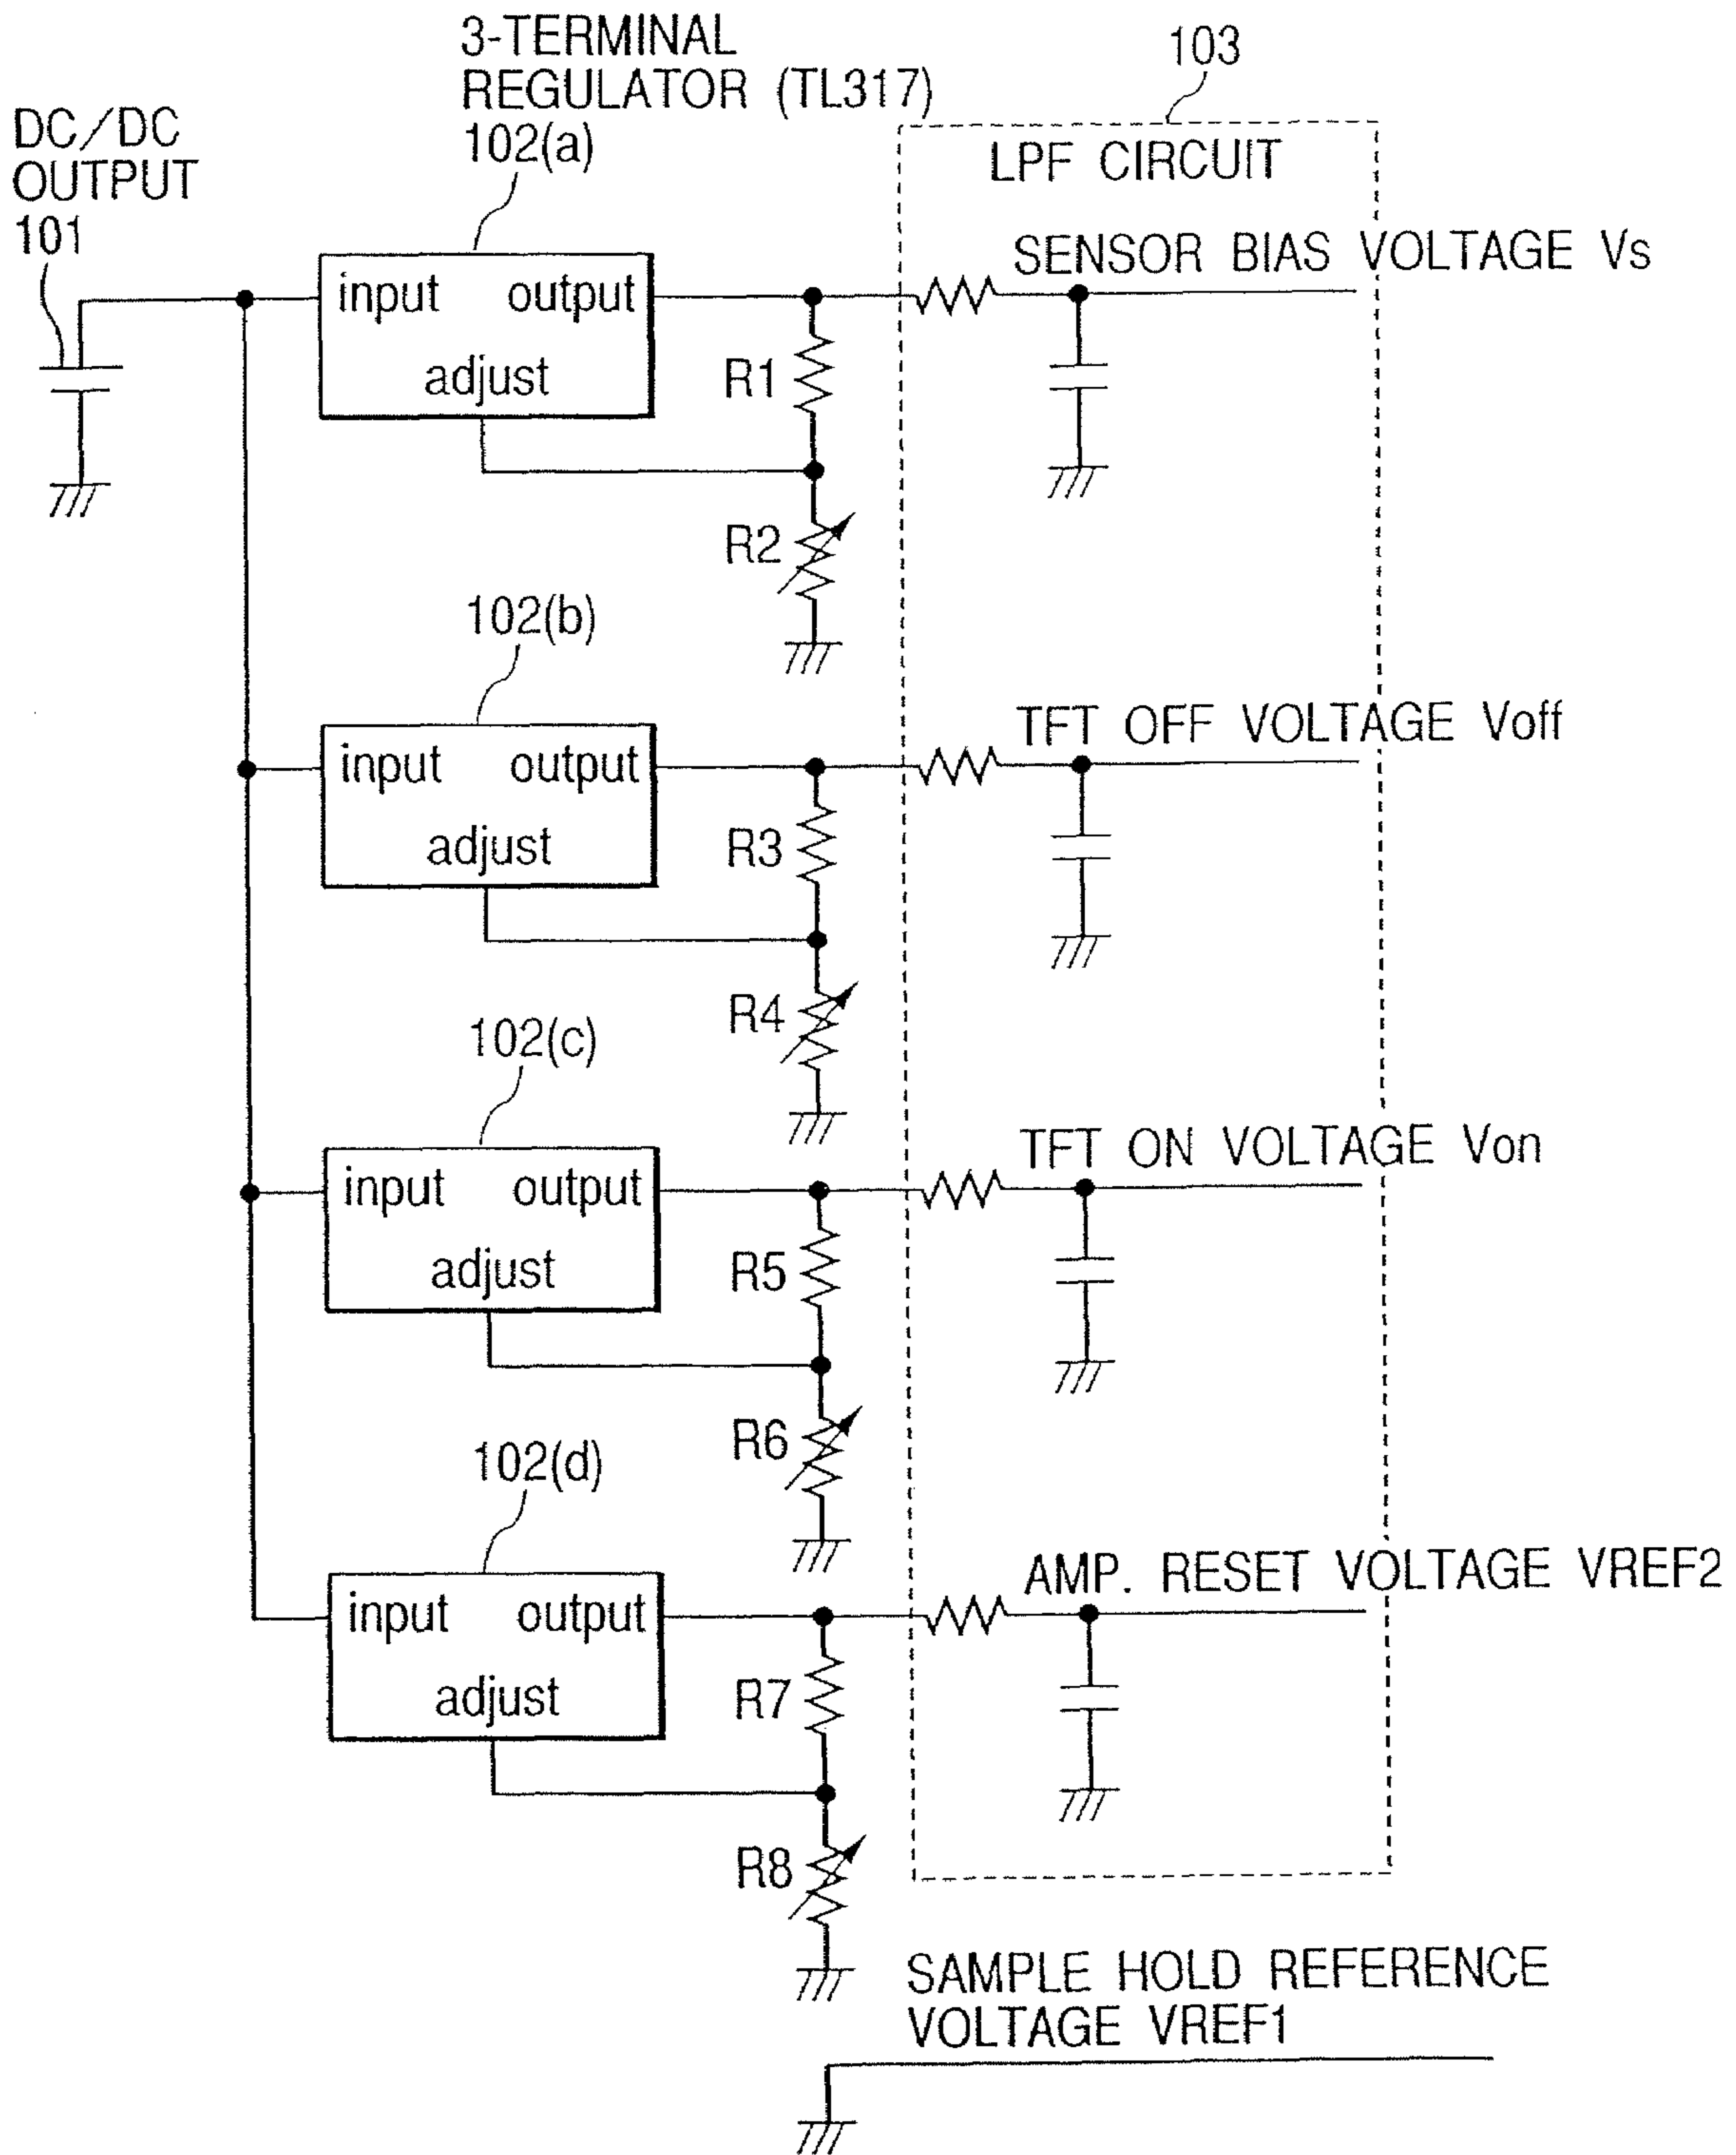 3-TERMINAL
REGULATOR (TL317)
102(a)
103
DC/DC
OUTPUT
101
LPF CIRCUIT
SENSOR BIAS VOLTAGE Vs
input output
adjust
R1
R2
102(b)
TFT OFF VOLTAGE Voff
input output
adjust
R3
R4
102(c)
TFT ON VOLTAGE Von
input output
adjust
R5
R6
102(d)
AMP. RESET VOLTAGE VREF2
input output
adjust
R7
R8
SAMPLE HOLD REFERENCE
VOLTAGE VREF1